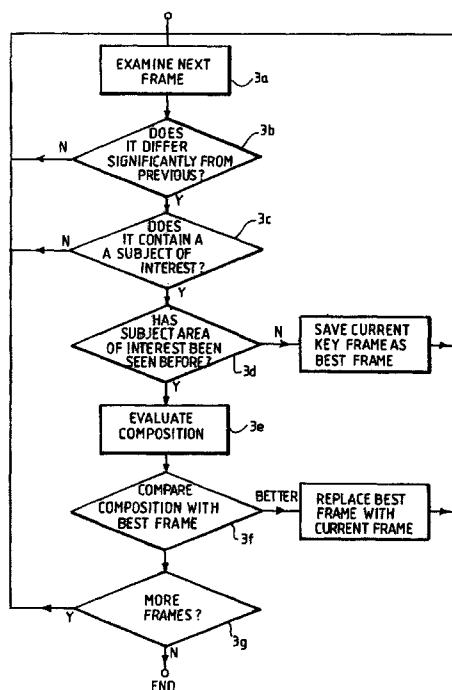 EXAMINE NEXT
FRAME
3a
DOES
IT DIFFER
SIGNIFICANTLY FROM
PREVIOUS?
3b
N
Y
DOES
IT CONTAIN A
A SUBJECT OF
INTEREST?
3c
N
Y
HAS
SUBJECT AREA
OF INTEREST BEEN
SEEN BEFORE?
3d
N
Y
SAVE CURRENT
KEY FRAME AS
BEST FRAME
EVALUATE
COMPOSITION
3e
COMPARE
COMPOSITION WITH
BEST FRAME
3f
BETTER
REPLACE BEST
FRAME WITH
CURRENT FRAME
MORE
FRAMES?
3g
Y
N
END